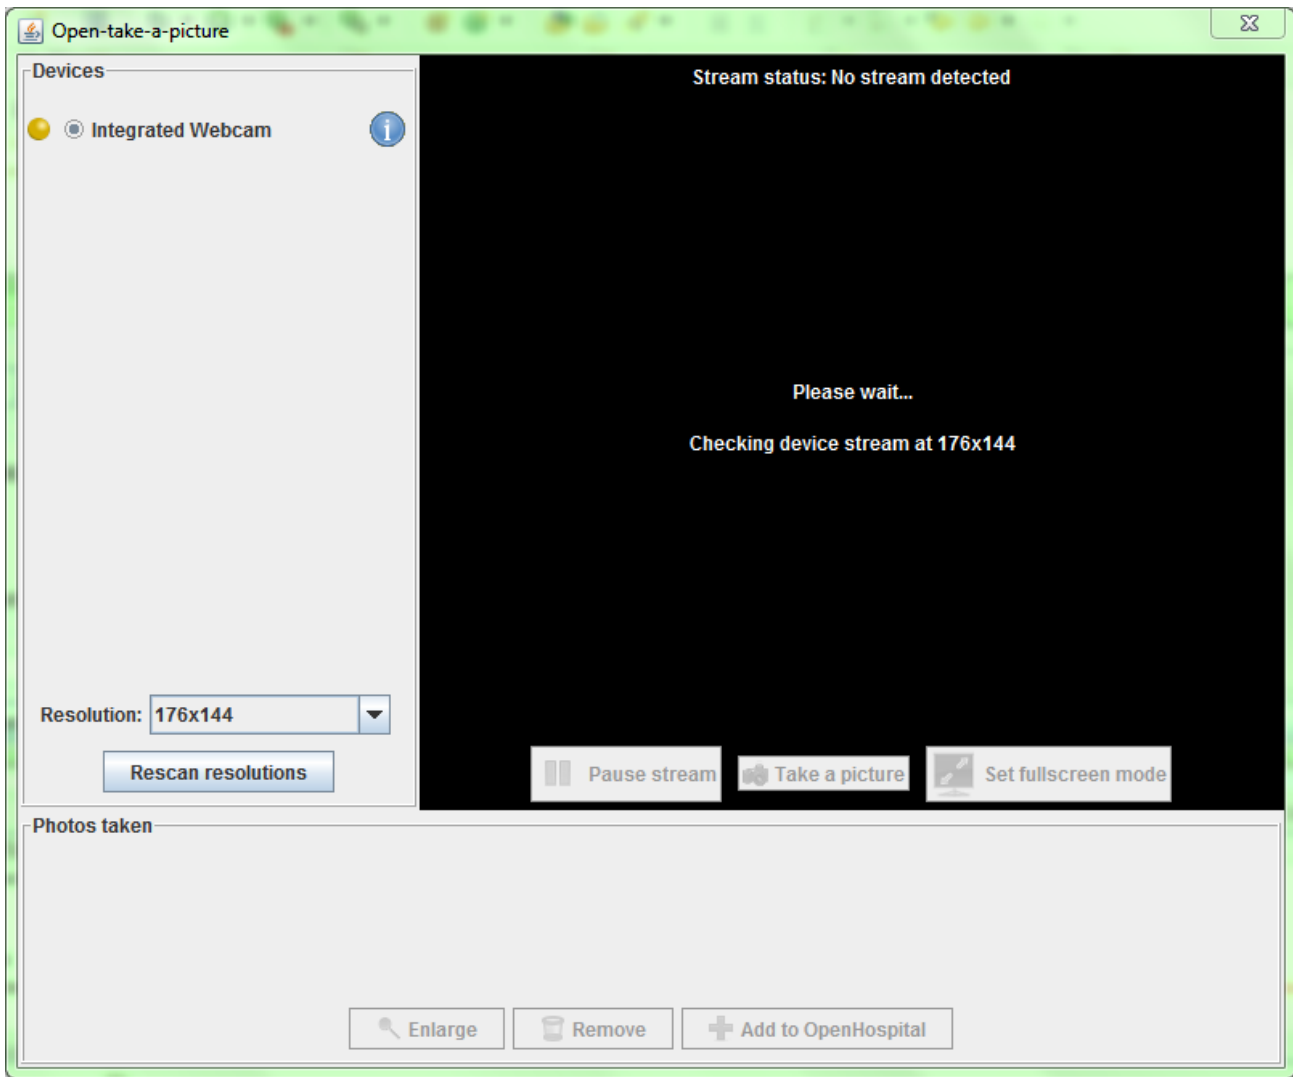 Open-take-a-picture
Devices
Integrated Webcam
Resolution: 176x144
Rescan resolutions
Stream status: No stream detected
Please wait...
Checking device stream at 176x144
Pause stream
Take a picture
Set fullscreen mode
Photos taken
Enlarge
Remove
Add to OpenHospital